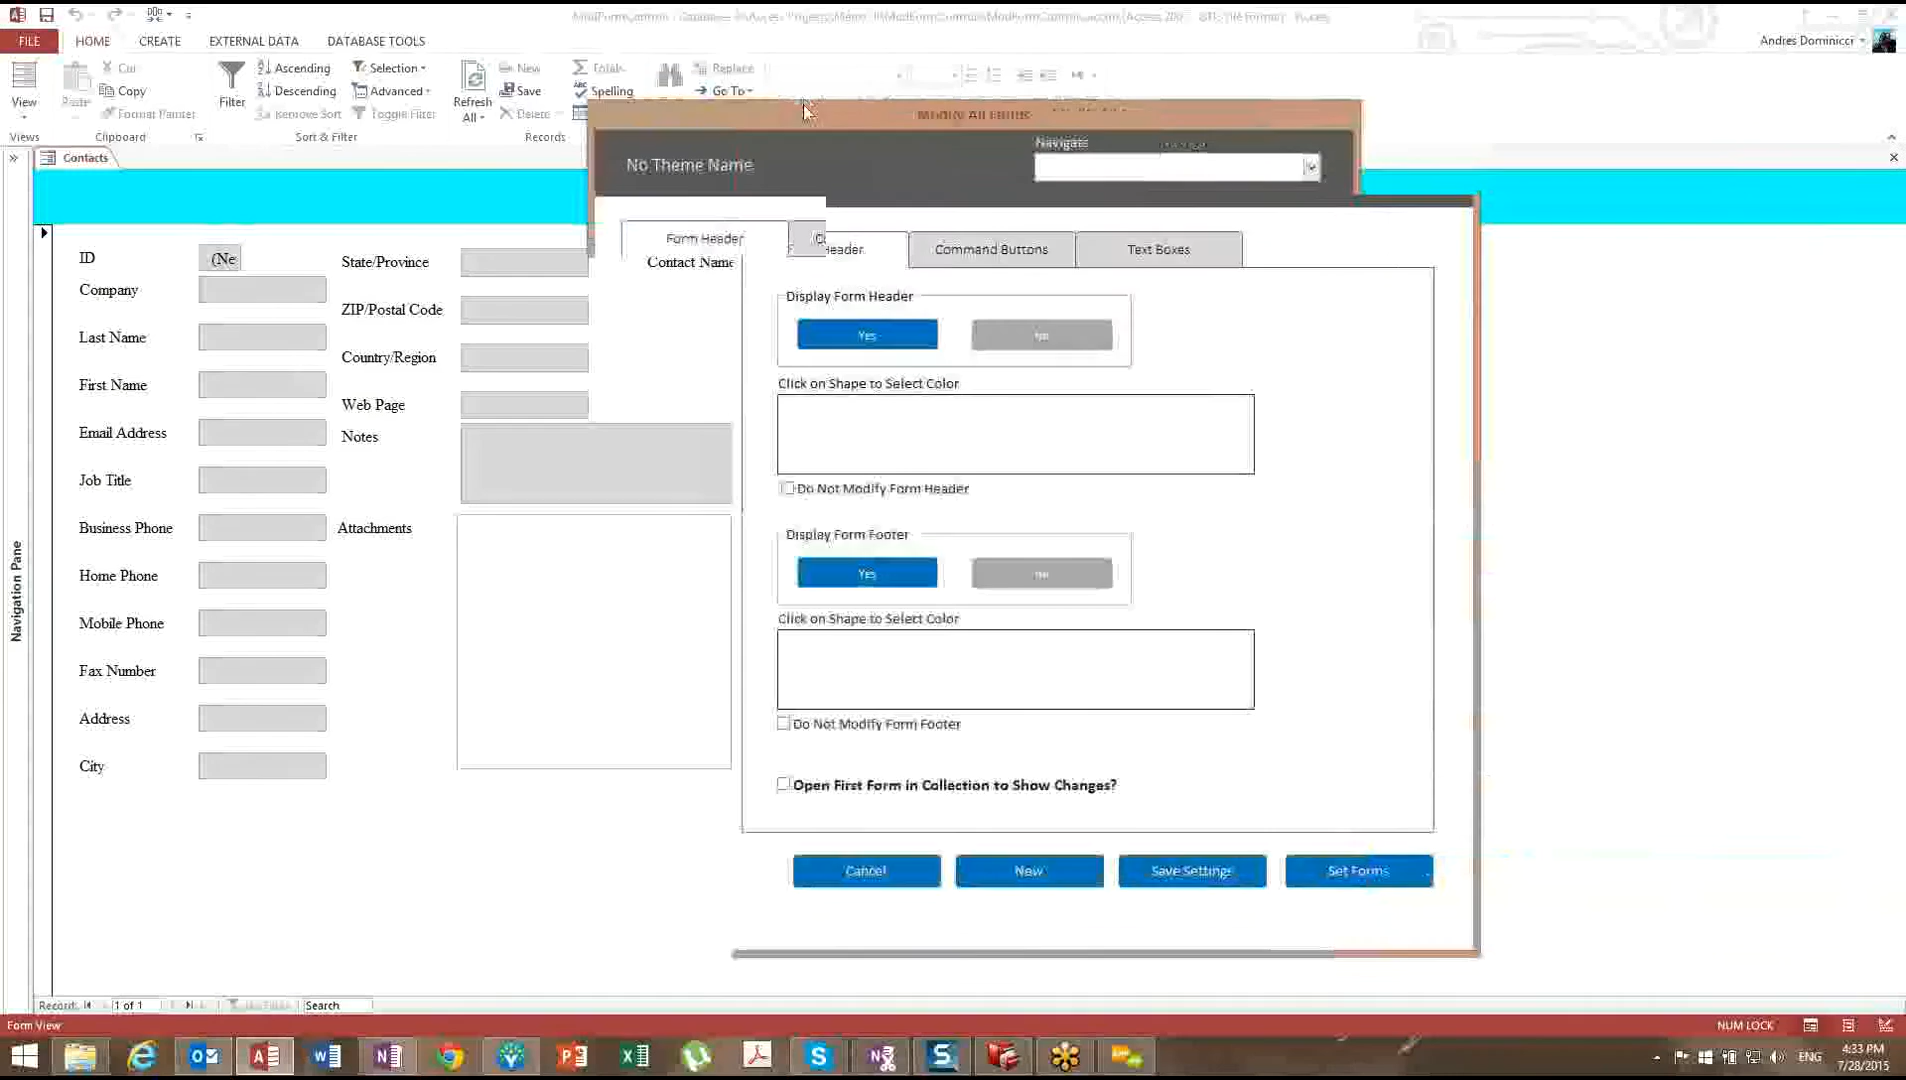 FILE
HOME
CREATE
EXTERNAL DATA
DATABASE TOOLS
Andres Dominicci
View
Paste
Cut
Copy
Format Painter
Filter
Ascending
Descending
Remove Sort
Selection
Advanced
Toggle Filter
Refresh
All
New
Save
Delete
Totals
Spelling
Replace
Go To
Views
Clipboard
Sort & Filter
Records
Contacts
No Theme Name
Navigate
Form Header
Header
Command Buttons
Text Boxes
Contact Name
ID
(Ne
Company
Last Name
First Name
Email Address
Job Title
Business Phone
Home Phone
Mobile Phone
Fax Number
Address
City
State/Province
ZIP/Postal Code
Country/Region
Web Page
Notes
Attachments
Display Form Header
Yes
No
Click on Shape to Select Color
Do Not Modify Form Header
Display Form Footer
Yes
No
Click on Shape to Select Color
Do Not Modify Form Footer
Open First Form in Collection to Show Changes?
Cancel
New
Save Settings
Set Forms
Navigation Pane
Record:
1 of 1
Search
Form View
NUM LOCK
ENG
4:33 PM
7/28/2015